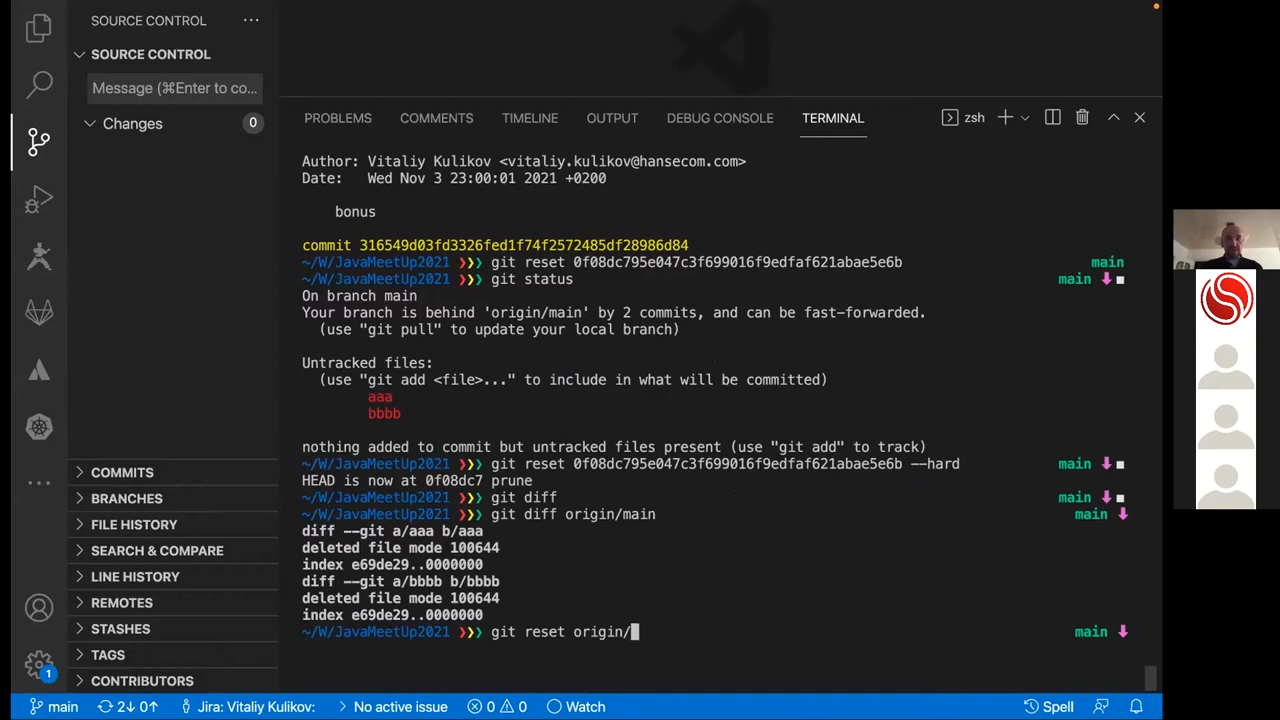 SOURCE CONTROL
SOURCE CONTROL
Message (⌘Enter to co...
Changes 0
COMMITS
BRANCHES
FILE HISTORY
SEARCH & COMPARE
LINE HISTORY
REMOTES
STASHES
TAGS
CONTRIBUTORS
1
PROBLEMS COMMENTS TIMELINE OUTPUT DEBUG CONSOLE TERMINAL zsh
Author: Vitaliy Kulikov <vitaliy.kulikov@hansecom.com>
Date: Wed Nov 3 23:00:01 2021 +0200
bonus
commit 316549d03fd3326fed1f74f2572485df28986d84
~/W/JavaMeetUp2021 ❯❯❯ git reset 0f08dc795e047c3f699016f9edfaf621abae5e6b main
~/W/JavaMeetUp2021 ❯❯❯ git status main ⬇ ■
On branch main
Your branch is behind 'origin/main' by 2 commits, and can be fast-forwarded.
(use "git pull" to update your local branch)
Untracked files:
(use "git add <file>..." to include in what will be committed)
aaa
bbbb
nothing added to commit but untracked files present (use "git add" to track)
~/W/JavaMeetUp2021 ❯❯❯ git reset 0f08dc795e047c3f699016f9edfaf621abae5e6b --hard main ⬇ ■
HEAD is now at 0f08dc7 prune
~/W/JavaMeetUp2021 ❯❯❯ git diff main ⬇ ■
~/W/JavaMeetUp2021 ❯❯❯ git diff origin/main main ⬇
diff --git a/aaa b/aaa
deleted file mode 100644
index e69de29..0000000
diff --git a/bbbb b/bbbb
deleted file mode 100644
index e69de29..0000000
~/W/JavaMeetUp2021 ❯❯❯ git reset origin/ main ⬇
main 2↓ 0↑ Jira: Vitaliy Kulikov: No active issue 0 0 Watch Spell